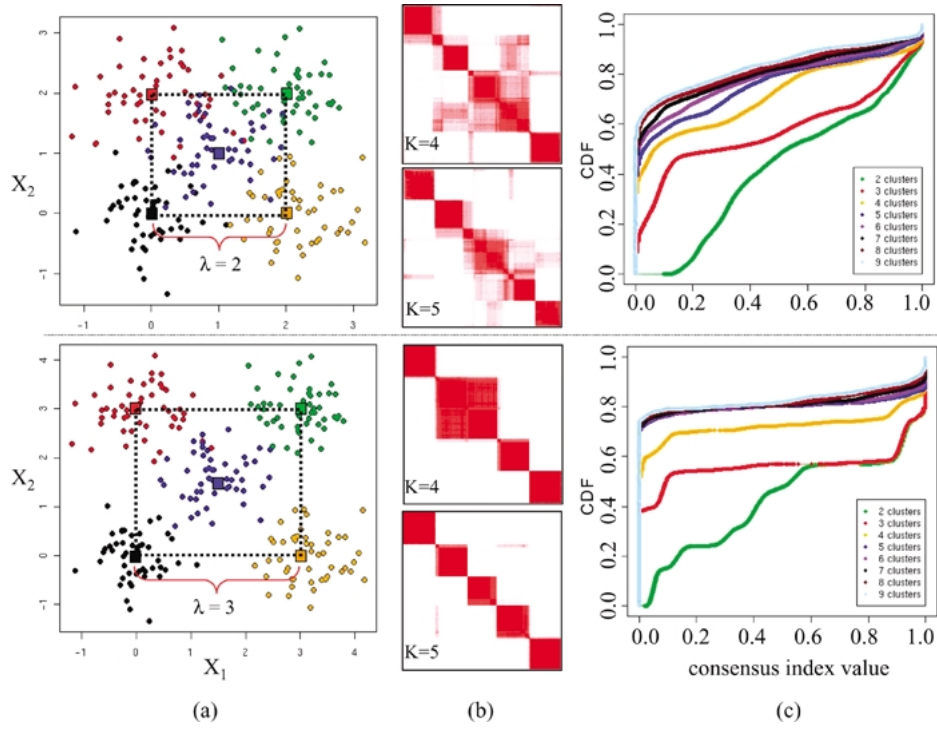 3
2
X₂
1
0
-1
λ = 2
-1
0
1
2
3
K=4
K=5
1.0
0.8
0.6
CDF
0.4
0.2
0.0
2 clusters
3 clusters
4 clusters
5 clusters
6 clusters
7 clusters
8 clusters
9 clusters
0.0 0.2 0.4 0.6 0.8 1.0
4
3
2
X₂
1
0
-1
λ = 3
-1 0 1 2 3 4
X₁
K=4
K=5
1.0
0.8
0.6
CDF
0.4
0.2
0.0
2 clusters
3 clusters
4 clusters
5 clusters
6 clusters
7 clusters
8 clusters
9 clusters
0.0 0.2 0.4 0.6 0.8 1.0
consensus index value
(a) (b) (c)